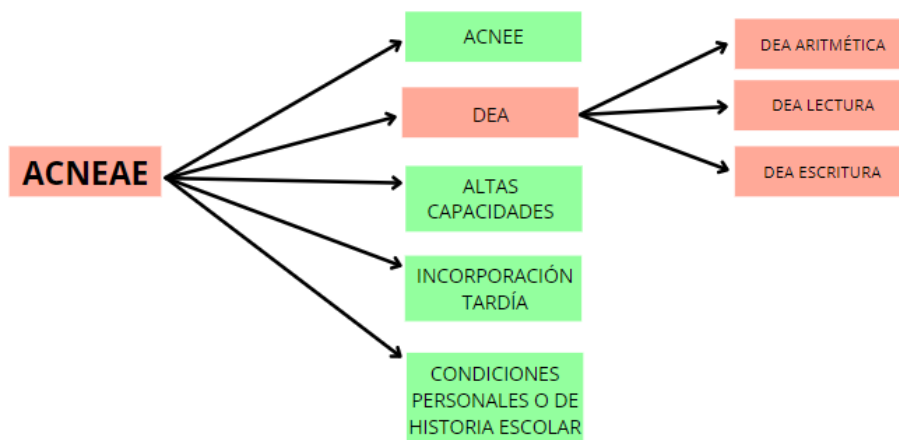 ACNEAE
ACNEE
DEA
ALTAS
CAPACIDADES
INCORPORACIÓN
TARDÍA
CONDICIONES
PERSONALES O DE
HISTORIA ESCOLAR
DEA ARITMÉTICA
DEA LECTURA
DEA ESCRITURA